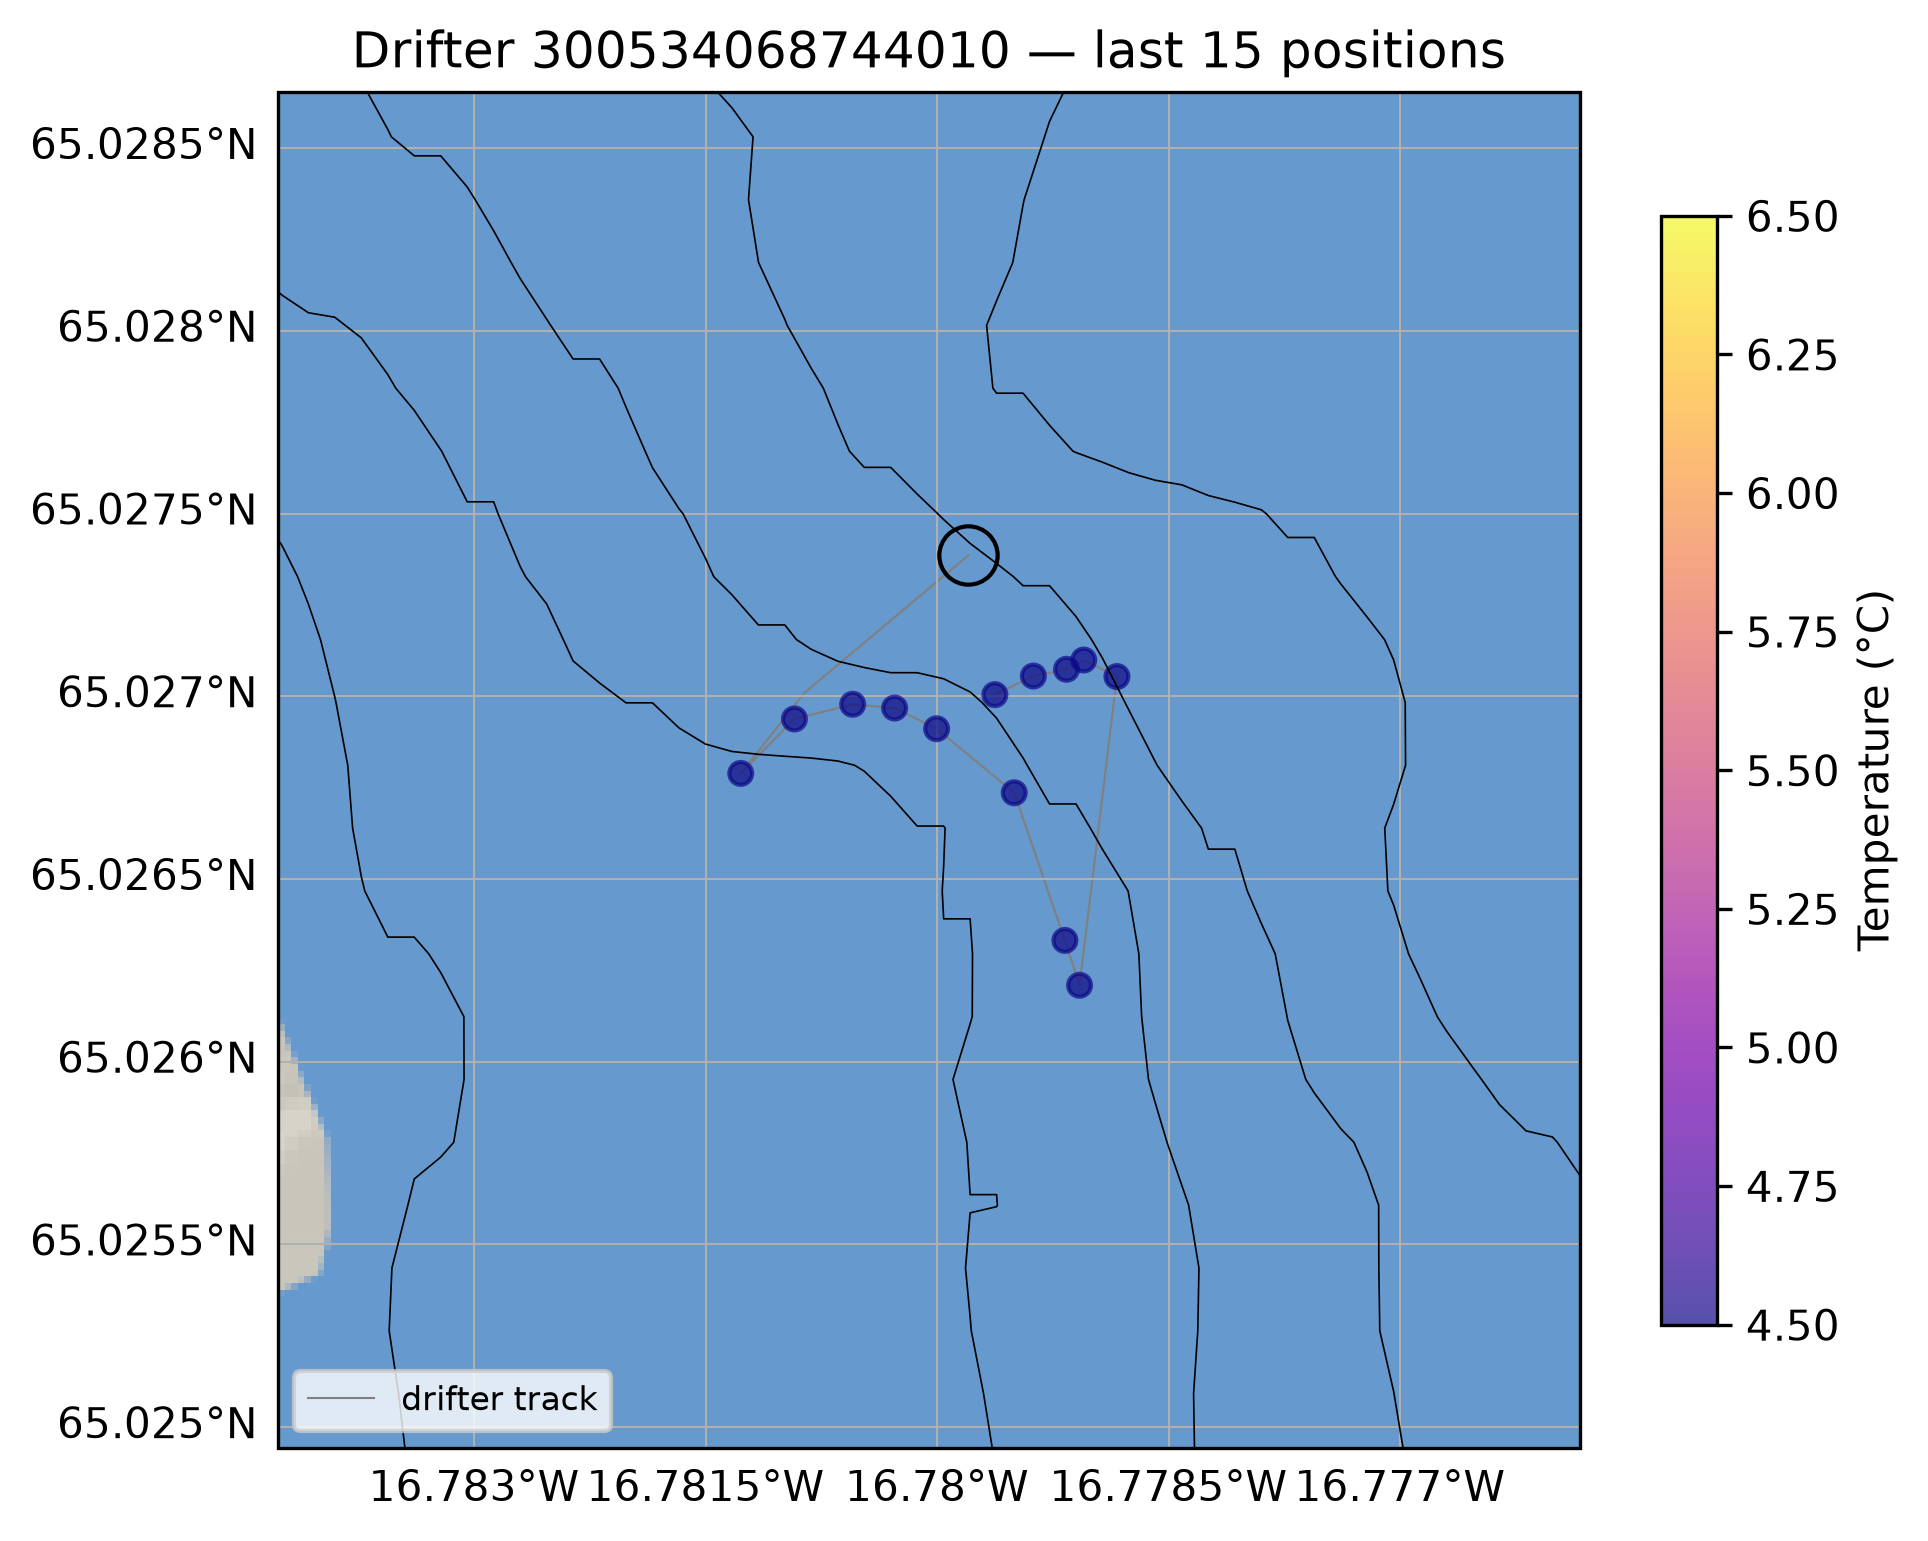 Drifter 300534068744010 — last 15 positions
65.0285°N
65.028°N
65.0275°N
65.027°N
65.0265°N
65.026°N
65.0255°N
65.025°N
16.783°W 16.7815°W 16.78°W 16.7785°W 16.777°W
drifter track
6.50
6.25
6.00
5.75
5.50
5.25
5.00
4.75
4.50
Temperature (°C)